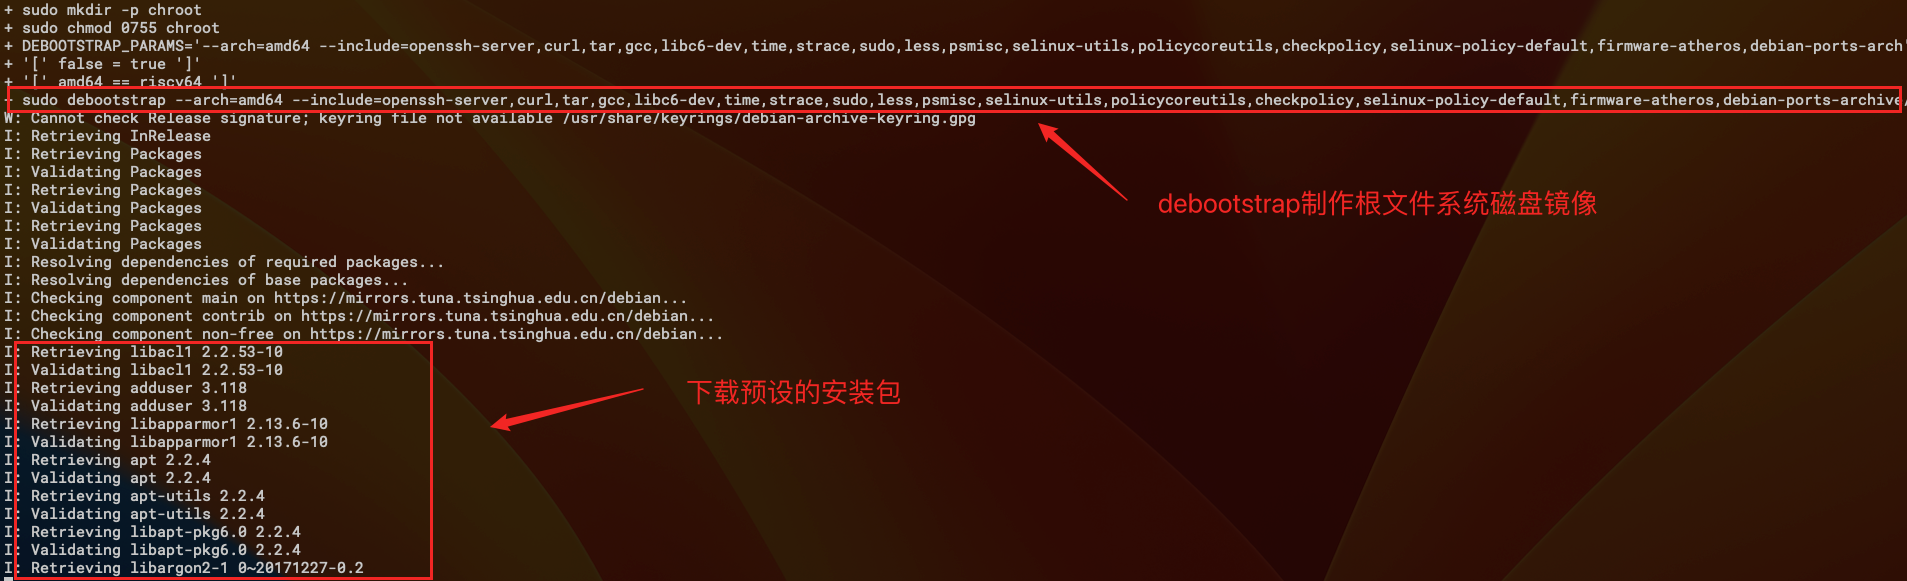 + sudo mkdir -p chroot
+ sudo chmod 0755 chroot
+ DEBOOTSTRAP_PARAMS='--arch=amd64 --include=openssh-server,curl,tar,gcc,libc6-dev,time,strace,sudo,less,psmisc,selinux-utils,policycoreutils,checkpolicy,selinux-policy-default,firmware-atheros,debian-ports-arch
+ '[' false = true ']'
+ '[' amd64 == riscv64 ']'
+ sudo debootstrap --arch=amd64 --include=openssh-server,curl,tar,gcc,libc6-dev,time,strace,sudo,less,psmisc,selinux-utils,policycoreutils,checkpolicy,selinux-policy-default,firmware-atheros,debian-ports-archive
W: Cannot check Release signature; keyring file not available /usr/share/keyrings/debian-archive-keyring.gpg
I: Retrieving InRelease
I: Retrieving Packages
I: Validating Packages
I: Retrieving Packages
debootstrap制作根文件系统磁盘镜像
I: Validating Packages
I: Retrieving Packages
I: Validating Packages
I: Resolving dependencies of required packages...
I: Resolving dependencies of base packages...
I: Checking component main on https://mirrors.tuna.tsinghua.edu.cn/debian...
I: Checking component contrib on https://mirrors.tuna.tsinghua.edu.cn/debian...
I: Checking component non-free on https://mirrors.tuna.tsinghua.edu.cn/debian...
I: Retrieving libacl1 2.2.53-10
I: Validating libacl1 2.2.53-10
I: Retrieving adduser 3.118
下载预设的安装包
I: Validating adduser 3.118
I: Retrieving libapparmor1 2.13.6-10
I: Validating libapparmor1 2.13.6-10
I: Retrieving apt 2.2.4
I: Validating apt 2.2.4
I: Retrieving apt-utils 2.2.4
I: Validating apt-utils 2.2.4
I: Retrieving libapt-pkg6.0 2.2.4
I: Validating libapt-pkg6.0 2.2.4
I: Retrieving libargon2-1 0~20171227-0.2